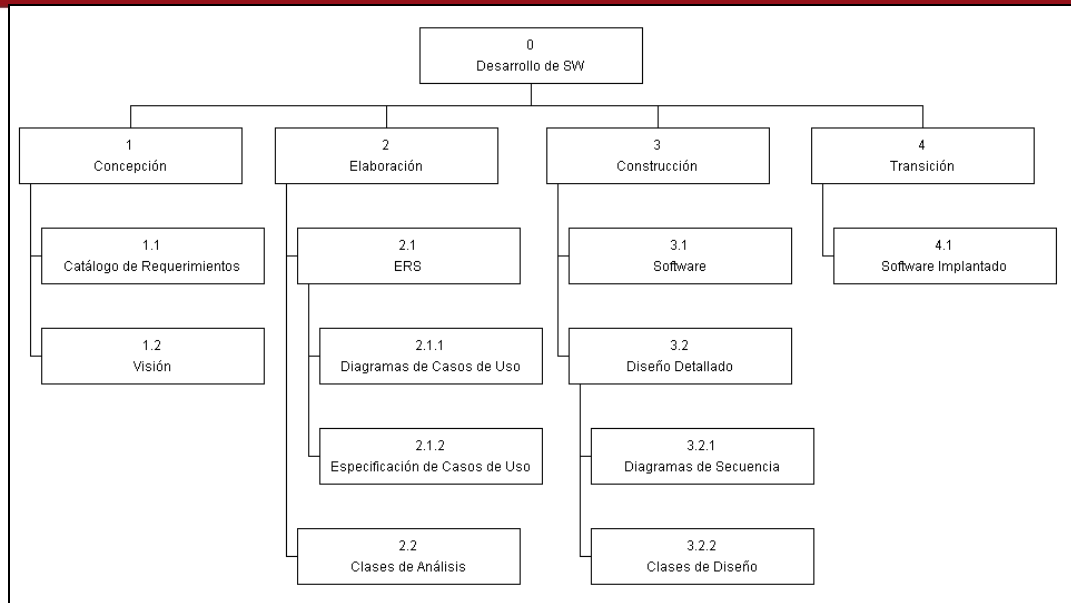 0
Desarrollo de SW
1
Concepción
2
Elaboración
3
Construcción
4
Transición
1.1
Catálogo de Requerimientos
1.2
Visión
2.1
ERS
2.1.1
Diagramas de Casos de Uso
2.1.2
Especificación de Casos de Uso
2.2
Clases de Análisis
3.1
Software
3.2
Diseño Detallado
3.2.1
Diagramas de Secuencia
3.2.2
Clases de Diseño
4.1
Software Implantado